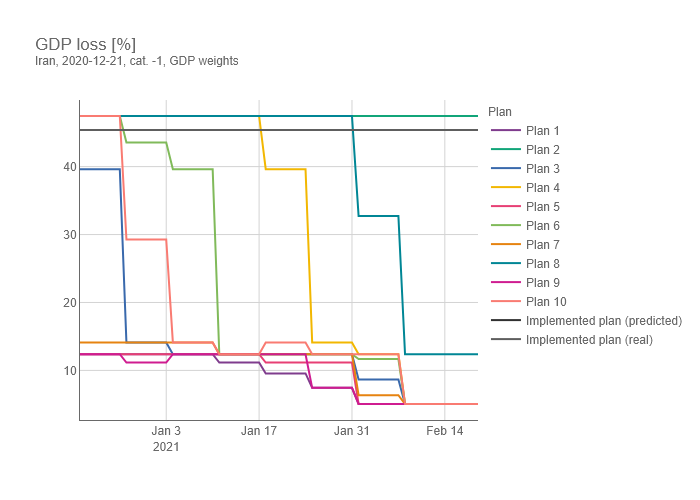 GDP loss [%]
Iran, 2020-12-21, cat. -1, GDP weights
Plan
Plan 1
Plan 2
Plan 3
Plan 4
Plan 5
Plan 6
Plan 7
Plan 8
Plan 9
Plan 10
Implemented plan (predicted)
Implemented plan (real)
40
30
20
10
Jan 3
2021
Jan 17
Jan 31
Feb 14